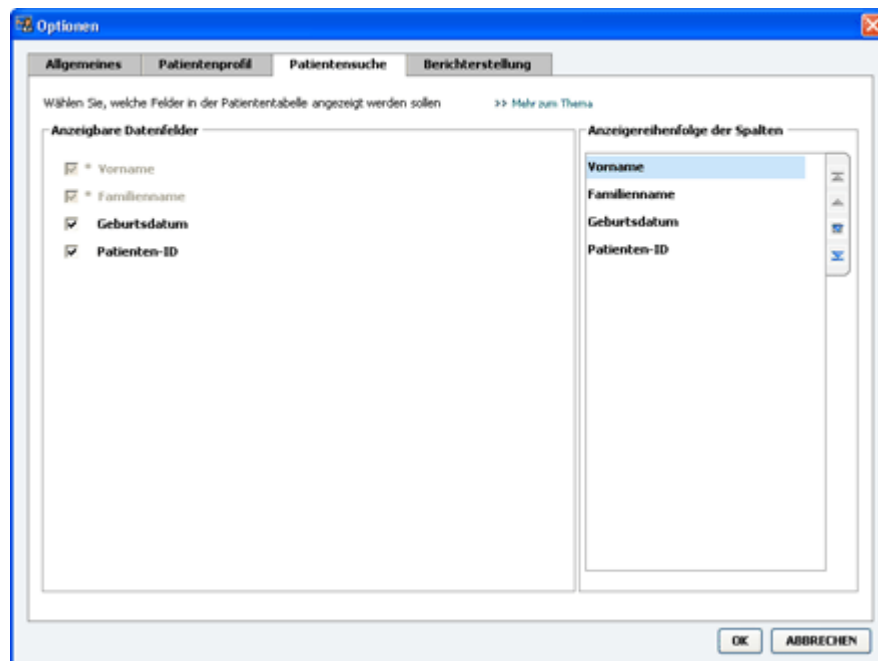 Optionen
Allgemeines Patientenprofil Patientensuche Berichterstellung
Wählen Sie, welche Felder in der Patiententabelle angezeigt werden sollen >> Mehr zum Thema
Anzeigbare Datenfelder
* Vorname
* Familienname
Geburtsdatum
Patienten-ID
Anzeigereihenfolge der Spalten
Vorname
Familienname
Geburtsdatum
Patienten-ID
OK ABBRECHEN